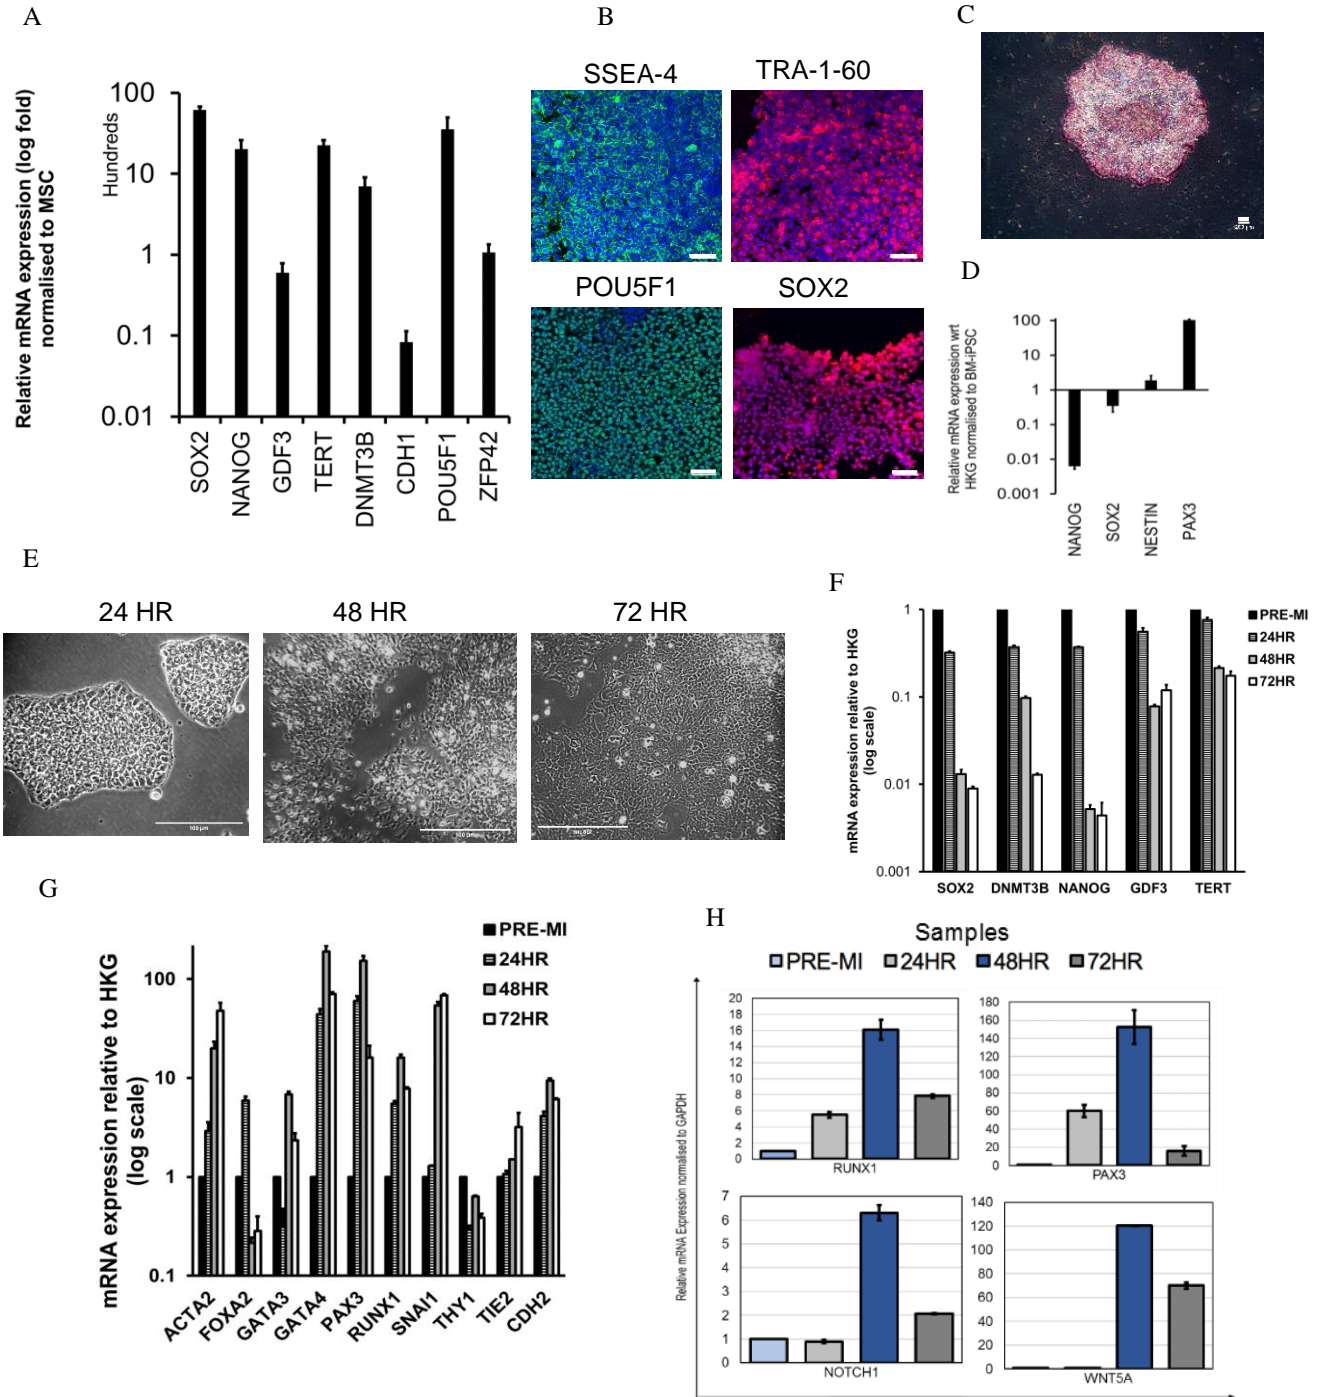 A
Relative mRNA expression (log fold)
normalised to MSC
Hundreds
100
10
1
0.1
0.01
SOX2
NANOG
GDF3
TERT
DNMT3B
CDH1
POU5F1
ZFP42
B
SSEA-4
TRA-1-60
POU5F1
SOX2
C
D
Relative mRNA expression wrt
HKG normalised to BM-iPSC
100
10
1
0.1
0.01
0.001
NANOG
SOX2
NESTIN
PAX3
E
24 HR
48 HR
72 HR
100 µm
F
mRNA expression relative to HKG
(log scale)
1
0.1
0.01
0.001
SOX2
DNMT3B
NANOG
GDF3
TERT
PRE-MI
24HR
48HR
72HR
G
mRNA expression relative to HKG
(log scale)
100
10
1
0.1
ACTA2
FOXA2
GATA3
GATA4
PAX3
RUNX1
SNAI1
THY1
TIE2
CDH2
PRE-MI
24HR
48HR
72HR
H
Samples
PRE-MI 24HR 48HR 72HR
Relative mRNA Expression normalised to GAPDH
20
18
16
14
12
10
8
6
4
2
0
RUNX1
180
160
140
120
100
80
60
40
20
0
PAX3
7
6
5
4
3
2
1
0
NOTCH1
140
120
100
80
60
40
20
0
WNT5A